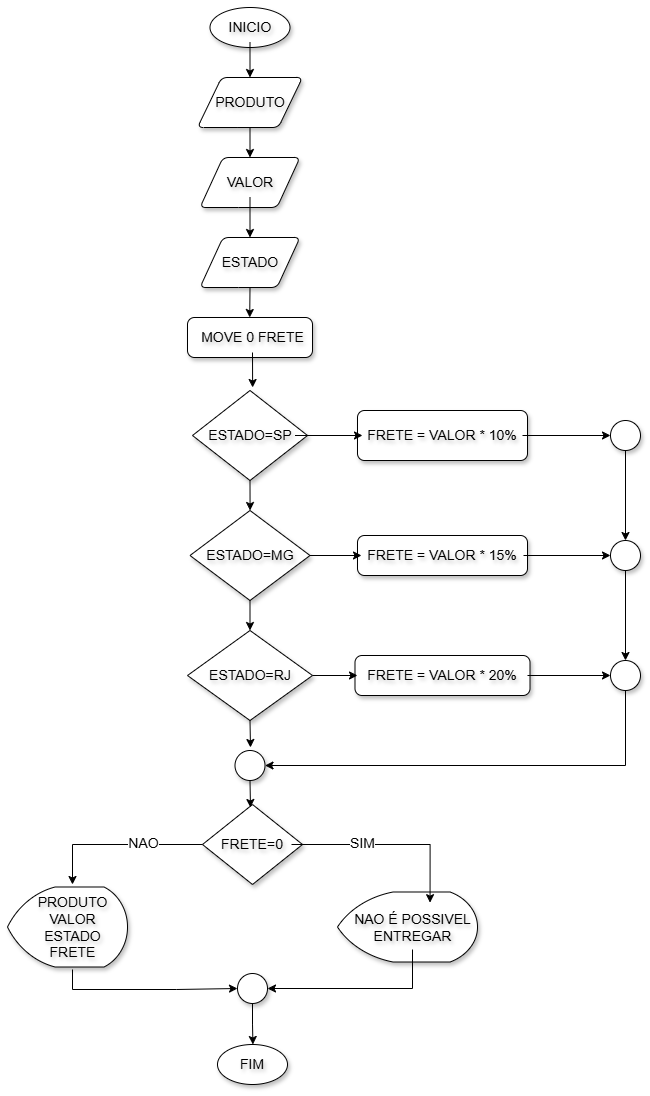 INICIO
PRODUTO
VALOR
ESTADO
MOVE 0 FRETE
ESTADO=SP
FRETE = VALOR * 10%
ESTADO=MG
FRETE = VALOR * 15%
ESTADO=RJ
FRETE = VALOR * 20%
NAO
FRETE=0
SIM
PRODUTO
VALOR
ESTADO
FRETE
NAO É POSSIVEL
ENTREGAR
FIM